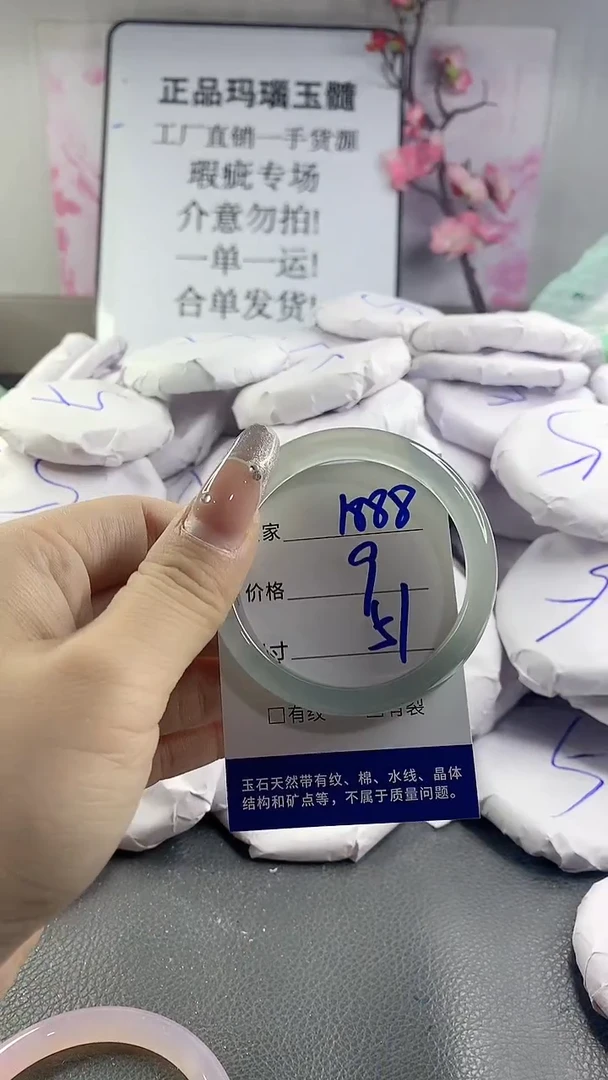 正品玛瑙玉髓
工厂直销一手货源
瑕疵专场
介意勿拍!
一单一运!
合单发货!
家 1888
价格 9
寸 51
□有纹 □有裂
玉石天然带有纹、棉、水线、晶体
结构和矿点等，不属于质量问题。